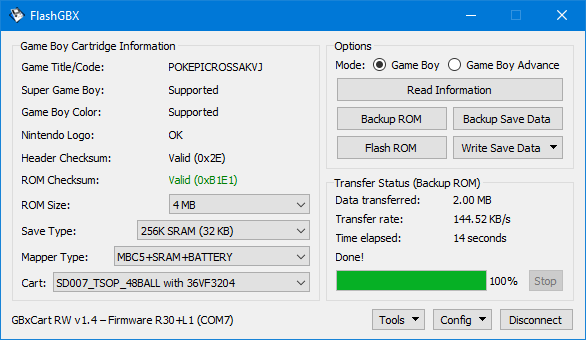 FlashGBX
Game Boy Cartridge Information
Game Title/Code: POKEPICROSSAKVJ
Super Game Boy: Supported
Game Boy Color: Supported
Nintendo Logo: OK
Header Checksum: Valid (0x2E)
ROM Checksum: Valid (0xB1E1)
ROM Size: 4 MB
Save Type: 256K SRAM (32 KB)
Mapper Type: MBC5+SRAM+BATTERY
Cart: SD007_TSOP_48BALL with 36VF3204
Options
Mode: Game Boy Game Boy Advance
Read Information
Backup ROM Backup Save Data
Flash ROM Write Save Data
Transfer Status (Backup ROM)
Data transferred: 2.00 MB
Transfer rate: 144.52 KB/s
Time elapsed: 14 seconds
Done!
100% Stop
GBxCart RW v1.4 – Firmware R30+L1 (COM7)
Tools Config Disconnect